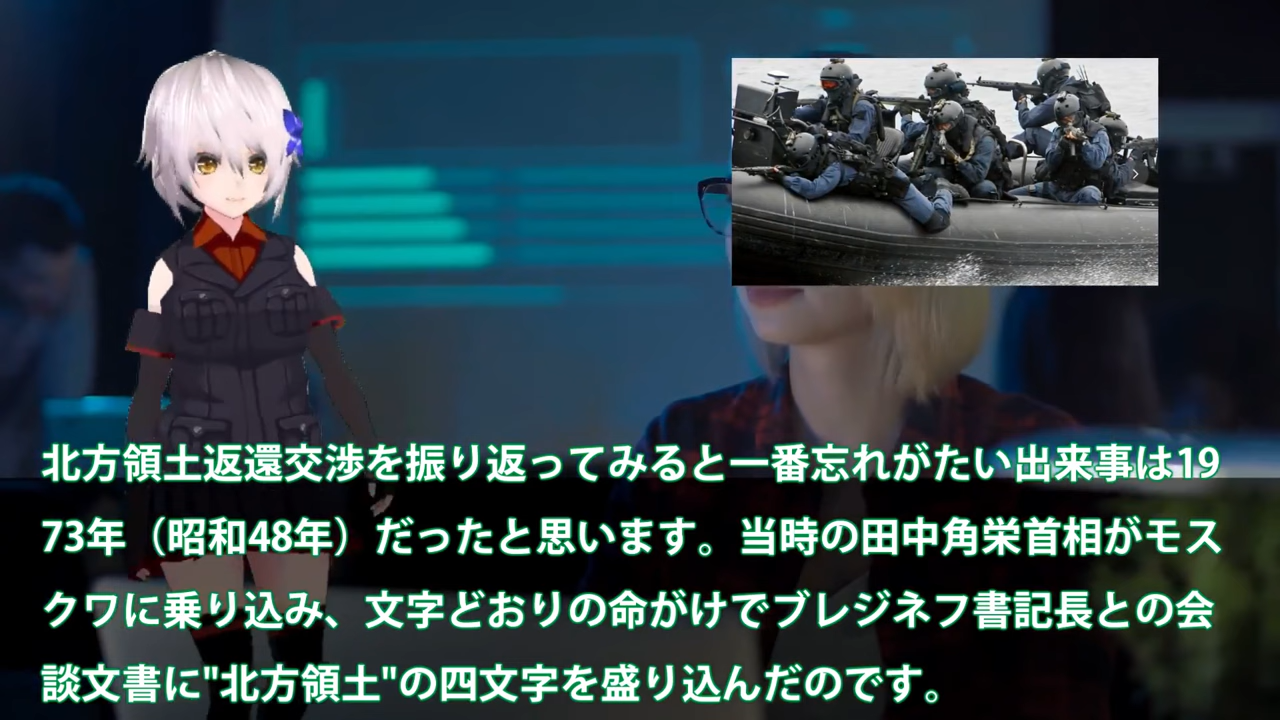 北方領土返還交渉を振り返ってみると一番忘れがたい出来事は19
73年（昭和48年）だったと思います。当時の田中角栄首相がモス
クワに乗り込み、文字どおりの命がけでブレジネフ書記長との会
談文書に"北方領土"の四文字を盛り込んだのです。